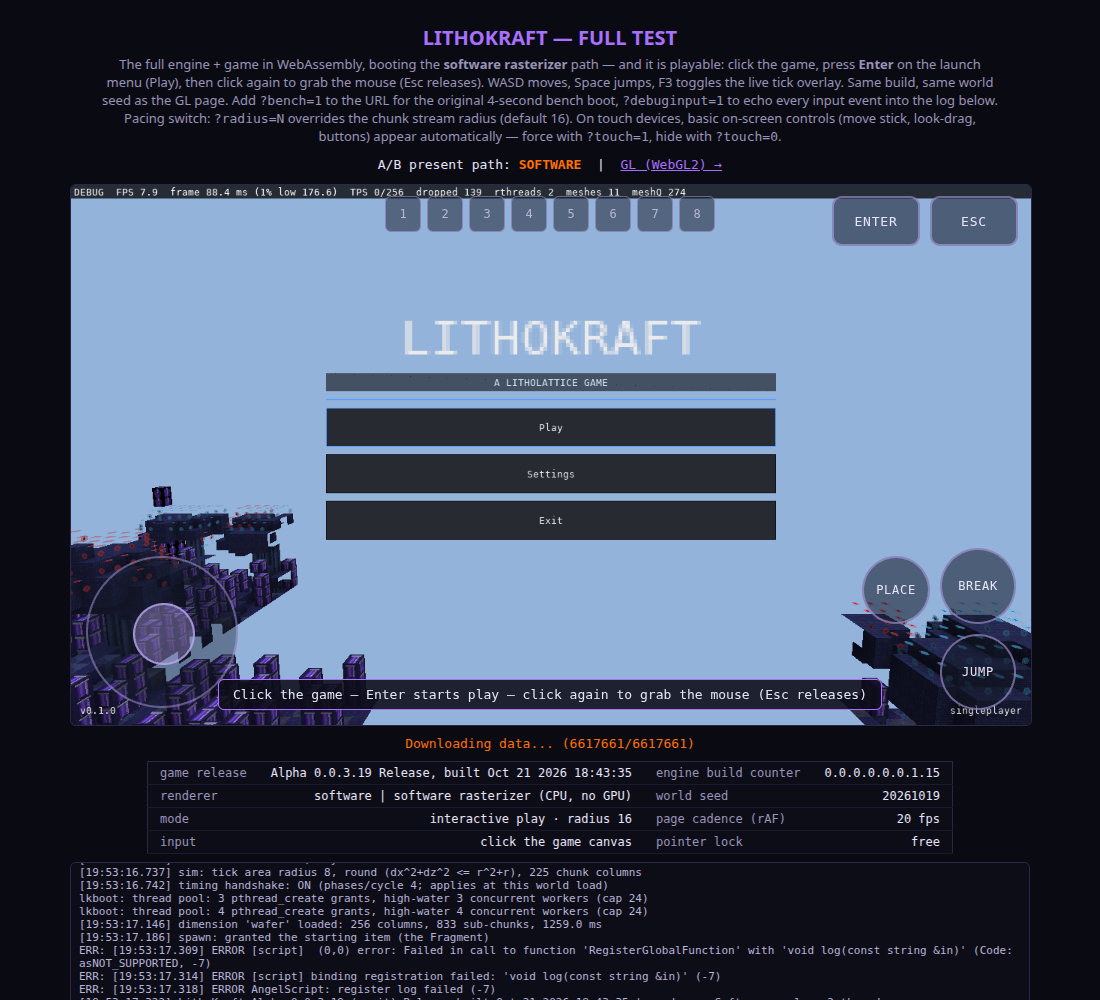 LITHOKRAFT — FULL TEST
The full engine + game in WebAssembly, booting the software rasterizer path — and it is playable: click the game, press Enter on the launch
menu (Play), then click again to grab the mouse (Esc releases). WASD moves, Space jumps, F3 toggles the live tick overlay. Same build, same world
seed as the GL page. Add ?bench=1 to the URL for the original 4-second bench boot, ?debuginput=1 to echo every input event into the log below.
Pacing switch: ?radius=N overrides the chunk stream radius (default 16). On touch devices, basic on-screen controls (move stick, look-drag,
buttons) appear automatically — force with ?touch=1, hide with ?touch=0.
A/B present path: SOFTWARE | GL (WebGL2) →
DEBUG FPS 7.9 frame 88.4 ms (1% low 176.6) TPS 0/256 dropped 139 rthreads 2 meshes 11 meshQ 274
1 2 3 4 5 6 7 8
ENTER ESC
LITHOKRAFT
A LITHOLATTICE GAME
Play
Settings
Exit
PLACE BREAK
JUMP
Click the game — Enter starts play — click again to grab the mouse (Esc releases)
v0.1.0 singleplayer
Downloading data... (6617661/6617661)
game release Alpha 0.0.3.19 Release, built Oct 21 2026 18:43:35 engine build counter 0.0.0.0.0.0.1.15
renderer software | software rasterizer (CPU, no GPU) world seed 20261019
mode interactive play · radius 16 page cadence (rAF) 20 fps
input click the game canvas pointer lock free
[19:53:16.737] sim: tick area radius 8, round (dx^2+dz^2 <= r^2+r), 225 chunk columns
[19:53:16.742] timing handshake: ON (phases/cycle 4; applies at this world load)
lkboot: thread pool: 3 pthread_create grants, high-water 3 concurrent workers (cap 24)
lkboot: thread pool: 4 pthread_create grants, high-water 4 concurrent workers (cap 24)
[19:53:17.146] dimension 'wafer' loaded: 256 columns, 833 sub-chunks, 1259.0 ms
[19:53:17.186] spawn: granted the starting item (the Fragment)
ERR: [19:53:17.309] ERROR [script] (0,0) error: Failed in call to function 'RegisterGlobalFunction' with 'void log(const string &in)' (Code:
asNOT_SUPPORTED, -7)
ERR: [19:53:17.314] ERROR [script] binding registration failed: 'void log(const string &in)' (-7)
ERR: [19:53:17.318] ERROR AngelScript: register log failed (-7)